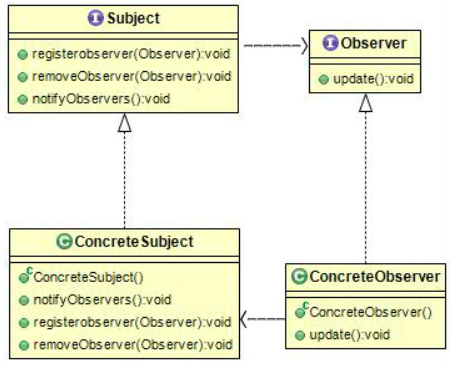 I Subject
registerobserver(Observer):void
removeObserver(Observer):void
notifyObservers():void
I Observer
update():void
C ConcreteSubject
C ConcreteSubject()
notifyObservers():void
registerobserver(Observer):void
removeObserver(Observer):void
C ConcreteObserver
C ConcreteObserver()
update():void